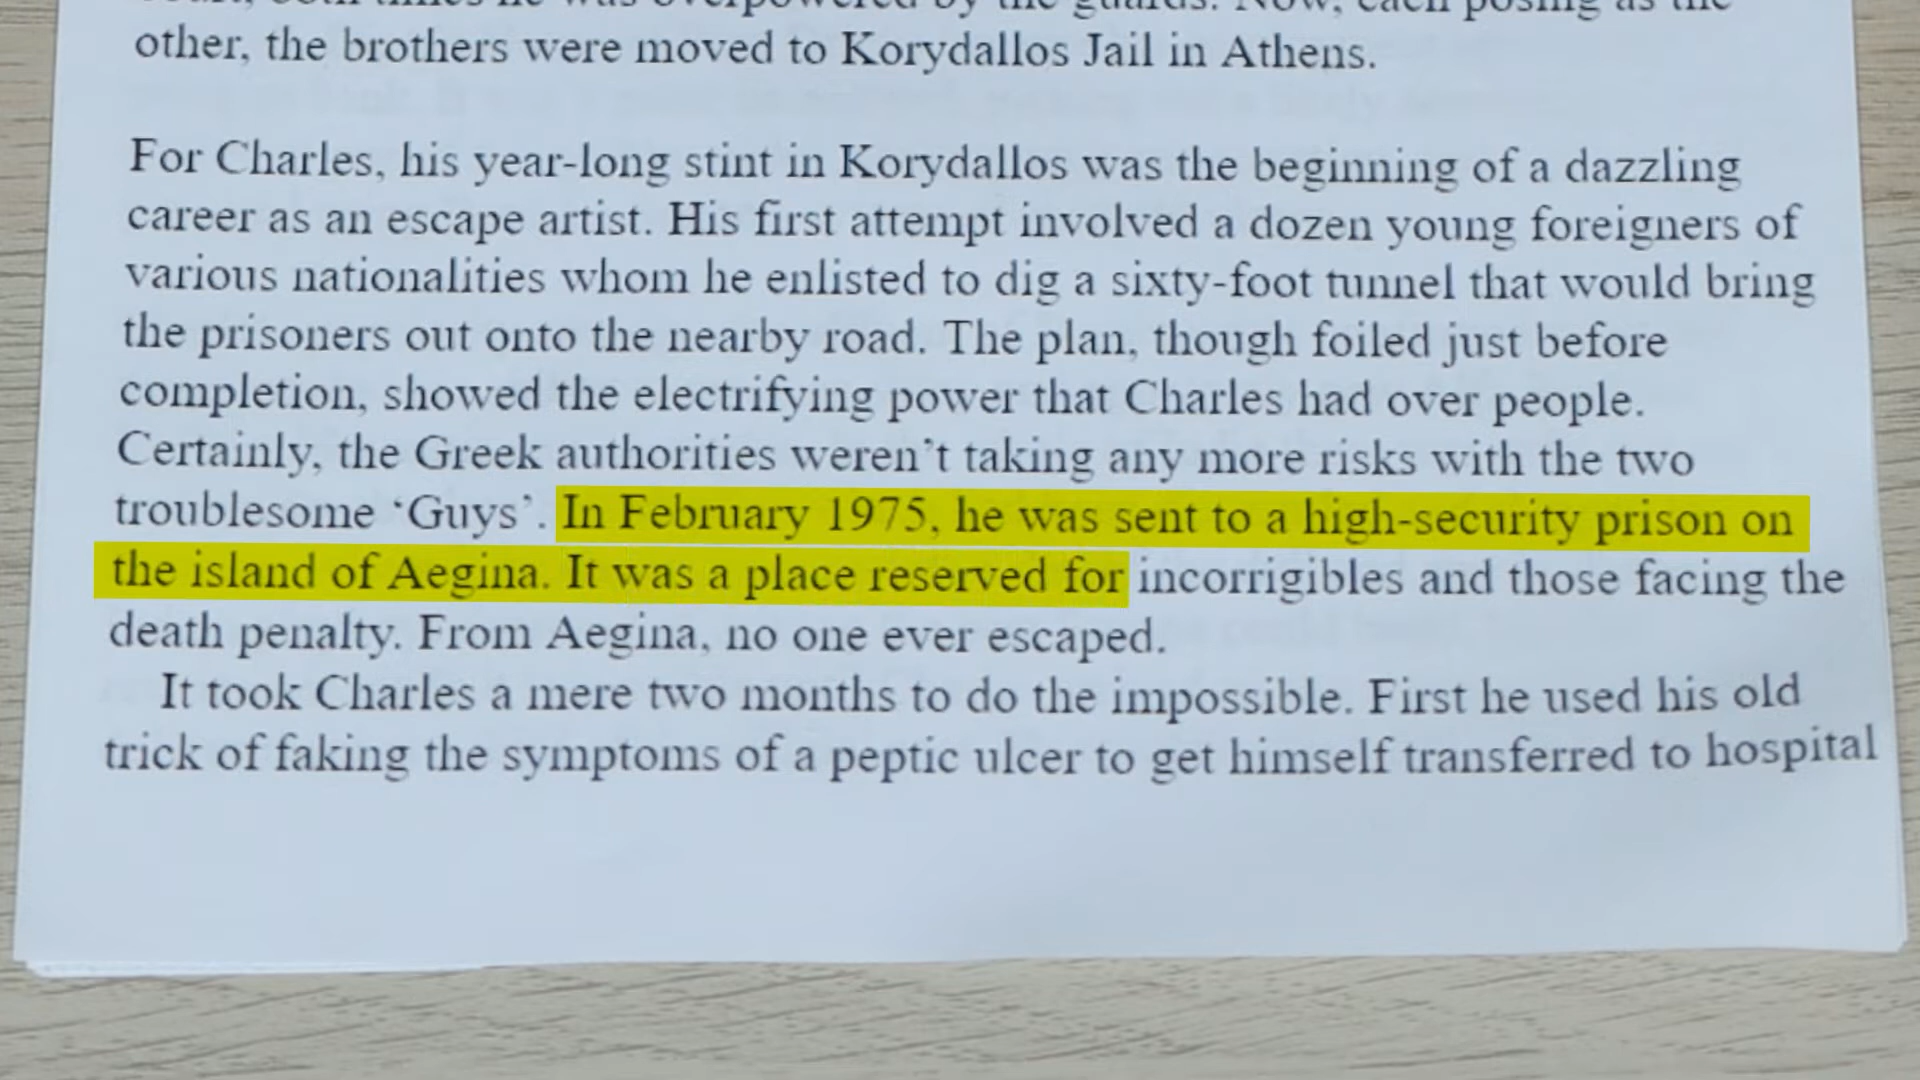 other, the brothers were moved to Korydallos Jail in Athens.
For Charles, his year-long stint in Korydallos was the beginning of a dazzling
career as an escape artist. His first attempt involved a dozen young foreigners of
various nationalities whom he enlisted to dig a sixty-foot tunnel that would bring
the prisoners out onto the nearby road. The plan, though foiled just before
completion, showed the electrifying power that Charles had over people.
Certainly, the Greek authorities weren't taking any more risks with the two
troublesome ‘Guys’. In February 1975, he was sent to a high-security prison on
the island of Aegina. It was a place reserved for incorrigibles and those facing the
death penalty. From Aegina, no one ever escaped.
It took Charles a mere two months to do the impossible. First he used his old
trick of faking the symptoms of a peptic ulcer to get himself transferred to hospital